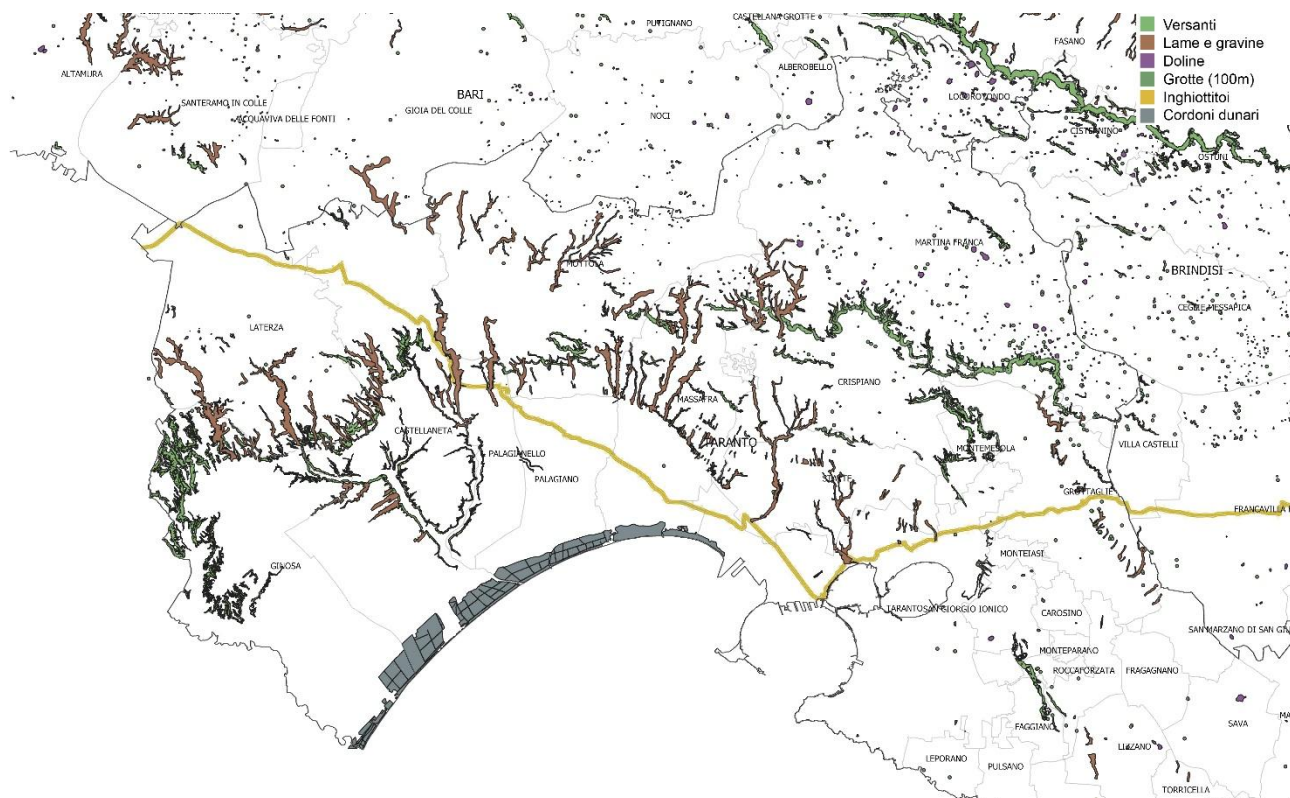 PUTIGNANO
CASTELLANA GROTTE
Versanti
Lame e gravine
Doline
Grotte (100m)
Inghiottitoi
Cordoni dunari
FASANO
ALTAMURA
ALBEROBELLO
BARI
LOCOROTONDO
SANTERAMO IN COLLE
GIOIA DEL COLLE
ACQUAVIVA DELLE FONTI
NOCI
CISTERNINO
OSTUNI
MARTINA FRANCA
MOTTOLA
BRINDISI
CEGLIE MESSAPICA
LATERZA
CRISPIANO
MASSAFRA
CASTELLANETA
TARANTO
MONTEMESOLA
VILLA CASTELLI
PALAGIANELLO
PALAGIANO
STATTE
GROTTAGLIE
FRANCAVILLA
MONTEIASI
GINOSA
TARANTO
SAN GIORGIO IONICO
CAROSINO
SAN MARZANO DI SAN
MONTEPARANO
ROCCAFORZATA
FRAGAGNANO
FAGGIANO
SAVA
MA
LIZZANO
LEPORANO
PULSANO
TORRICELLA